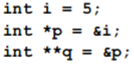 int i = 5;
int *p = &i;
int **q = &p;